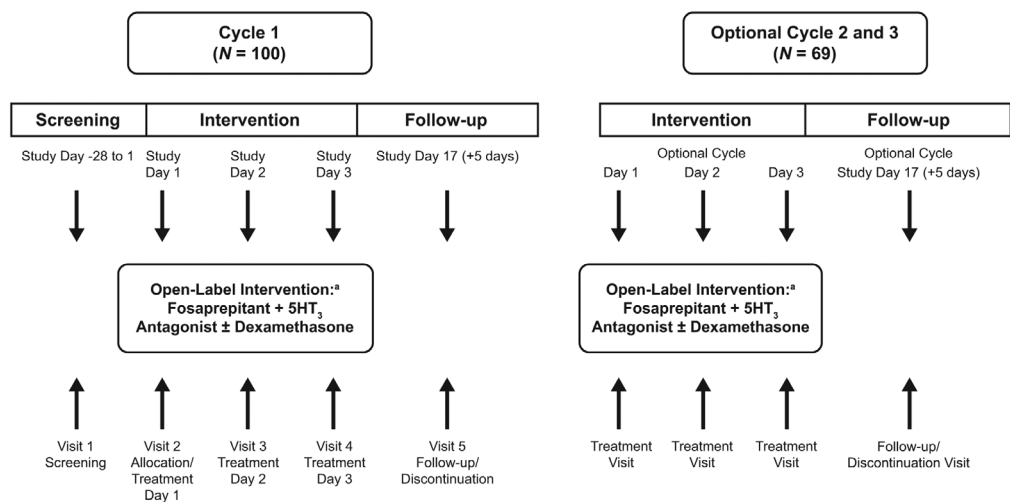 Cycle 1
(N = 100)
Screening
Intervention
Follow-up
Study Day -28 to 1
Study
Day 1
Study
Day 2
Study
Day 3
Study Day 17 (+5 days)
Open-Label Intervention:ᵃ
Fosaprepitant + 5HT₃
Antagonist ± Dexamethasone
Visit 1
Screening
Visit 2
Allocation/
Treatment
Day 1
Visit 3
Treatment
Day 2
Visit 4
Treatment
Day 3
Visit 5
Follow-up/
Discontinuation
Optional Cycle 2 and 3
(N = 69)
Intervention
Follow-up
Optional Cycle
Day 1
Day 2
Day 3
Optional Cycle
Study Day 17 (+5 days)
Open-Label Intervention:ᵃ
Fosaprepitant + 5HT₃
Antagonist ± Dexamethasone
Treatment
Visit
Treatment
Visit
Treatment
Visit
Follow-up/
Discontinuation Visit